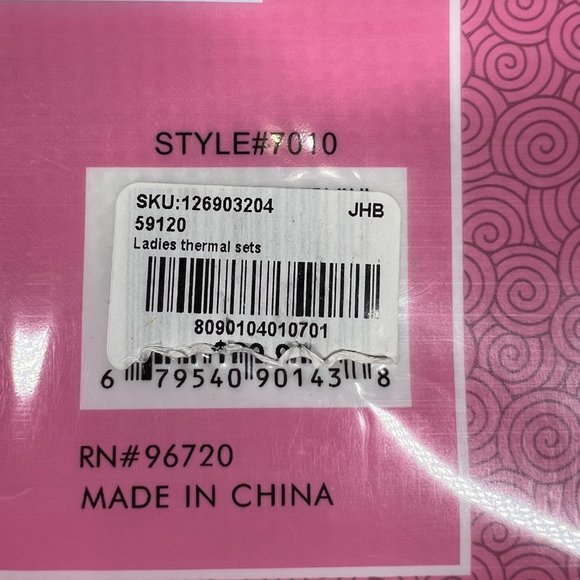 STYLE#7010
SKU:126903204 JHB
59120
Ladies thermal sets
8090104010701
6 79540 90143 8
RN#96720
MADE IN CHINA